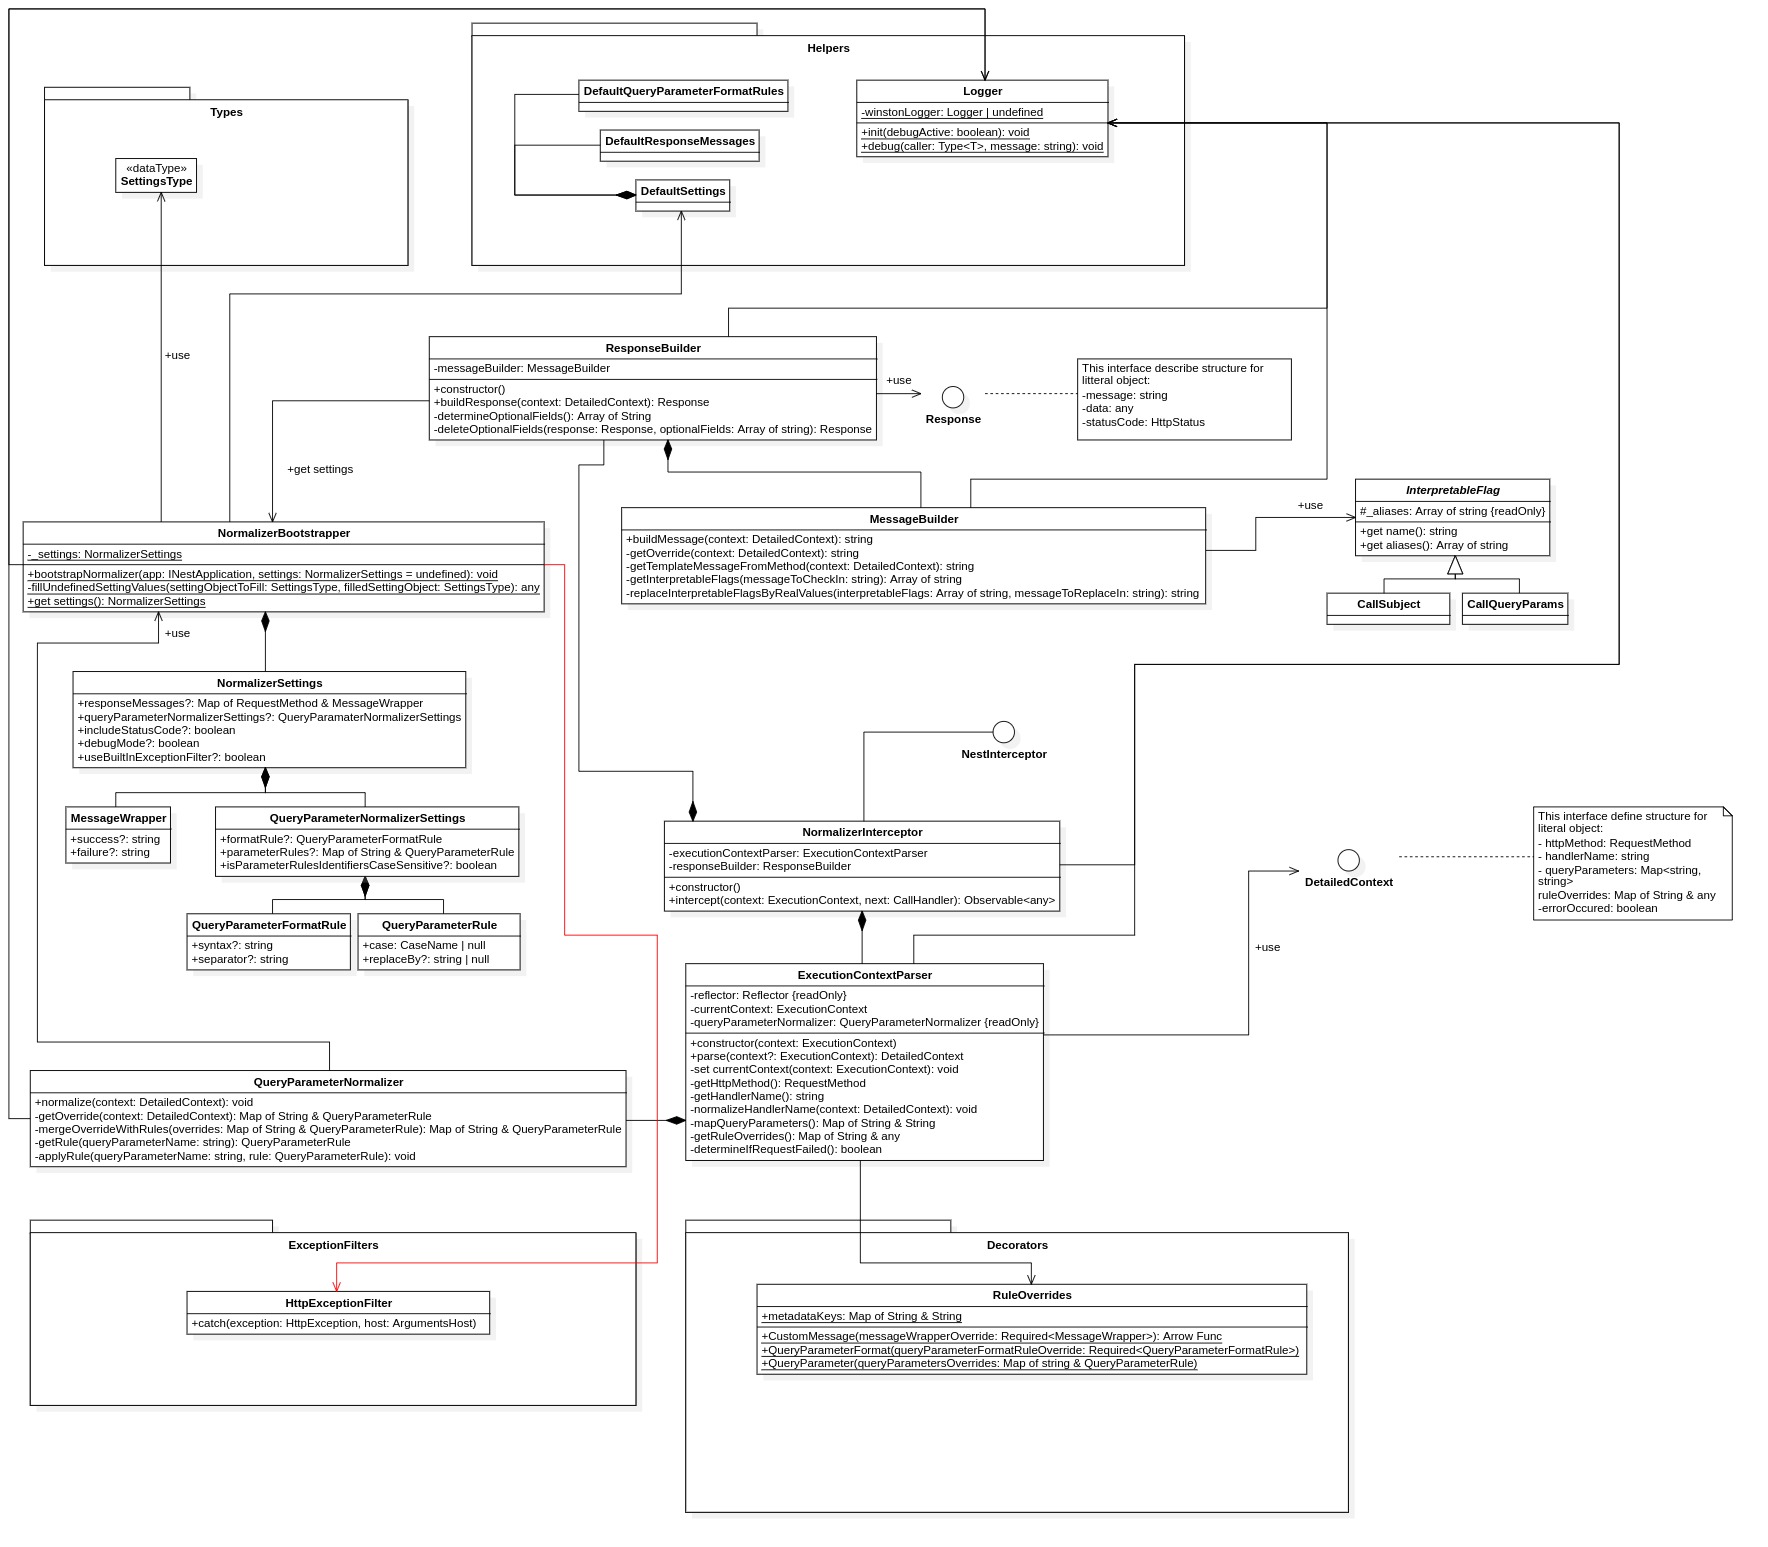 Helpers
DefaultQueryParameterFormatRules
DefaultResponseMessages
DefaultSettings
Logger
-winstonLogger: Logger | undefined
+init(debugActive: boolean): void
+debug(caller: Type<T>, message: string): void
Types
«dataType»
SettingsType
+use
ResponseBuilder
-messageBuilder: MessageBuilder
+constructor()
+buildResponse(context: DetailedContext): Response
-determineOptionalFields(): Array of String
-deleteOptionalFields(response: Response, optionalFields: Array of string): Response
+use
Response
This interface describe structure for
litteral object:
-message: string
-data: any
-statusCode: HttpStatus
+get settings
NormalizerBootstrapper
-_settings: NormalizerSettings
+bootstrapNormalizer(app: INestApplication, settings: NormalizerSettings = undefined): void
-fillUndefinedSettingValues(settingObjectToFill: SettingsType, filledSettingObject: SettingsType): any
+get settings(): NormalizerSettings
+use
MessageBuilder
+buildMessage(context: DetailedContext): string
-getOverride(context: DetailedContext): string
-getTemplateMessageFromMethod(context: DetailedContext): string
-getInterpretableFlags(messageToCheckIn: string): Array of string
-replaceInterpretableFlagsByRealValues(interpretableFlags: Array of string, messageToReplaceIn: string): string
+use
InterpretableFlag
#_aliases: Array of string {readOnly}
+get name(): string
+get aliases(): Array of string
CallSubject
CallQueryParams
NormalizerSettings
+responseMessages?: Map of RequestMethod & MessageWrapper
+queryParameterNormalizerSettings?: QueryParamaterNormalizerSettings
+includeStatusCode?: boolean
+debugMode?: boolean
+useBuiltInExceptionFilter?: boolean
MessageWrapper
+success?: string
+failure?: string
QueryParameterNormalizerSettings
+formatRule?: QueryParameterFormatRule
+parameterRules?: Map of String & QueryParameterRule
+isParameterRulesIdentifiersCaseSensitive?: boolean
QueryParameterFormatRule
+syntax?: string
+separator?: string
QueryParameterRule
+case: CaseName | null
+replaceBy?: string | null
NestInterceptor
NormalizerInterceptor
-executionContextParser: ExecutionContextParser
-responseBuilder: ResponseBuilder
+constructor()
+intercept(context: ExecutionContext, next: CallHandler): Observable<any>
DetailedContext
This interface define structure for
literal object:
- httpMethod: RequestMethod
- handlerName: string
- queryParameters: Map<string,
string>
ruleOverrides: Map of String & any
-errorOccured: boolean
+use
ExecutionContextParser
-reflector: Reflector {readOnly}
-currentContext: ExecutionContext
-queryParameterNormalizer: QueryParameterNormalizer {readOnly}
+constructor(context: ExecutionContext)
+parse(context?: ExecutionContext): DetailedContext
-set currentContext(context: ExecutionContext): void
-getHttpMethod(): RequestMethod
-getHandlerName(): string
-normalizeHandlerName(context: DetailedContext): void
-mapQueryParameters(): Map of String & String
-getRuleOverrides(): Map of String & any
-determineIfRequestFailed(): boolean
QueryParameterNormalizer
+normalize(context: DetailedContext): void
-getOverride(context: DetailedContext): Map of String & QueryParameterRule
-mergeOverrideWithRules(overrides: Map of String & QueryParameterRule): Map of String & QueryParameterRule
-getRule(queryParameterName: string): QueryParameterRule
-applyRule(queryParameterName: string, rule: QueryParameterRule): void
ExceptionFilters
HttpExceptionFilter
+catch(exception: HttpException, host: ArgumentsHost)
Decorators
RuleOverrides
+metadataKeys: Map of String & String
+CustomMessage(messageWrapperOverride: Required<MessageWrapper>): Arrow Func
+QueryParameterFormat(queryParameterFormatRuleOverride: Required<QueryParameterFormatRule>)
+QueryParameter(queryParametersOverrides: Map of string & QueryParameterRule)